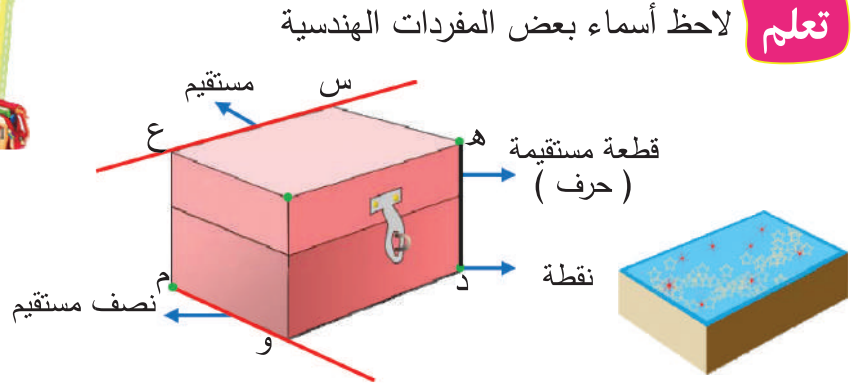 تعلم لاحظ أسماء بعض المفردات الهندسية
س
مستقيم
ع
هـ
قطعة مستقيمة
( حرف )
م
نقطة
د
نصف مستقيم
و